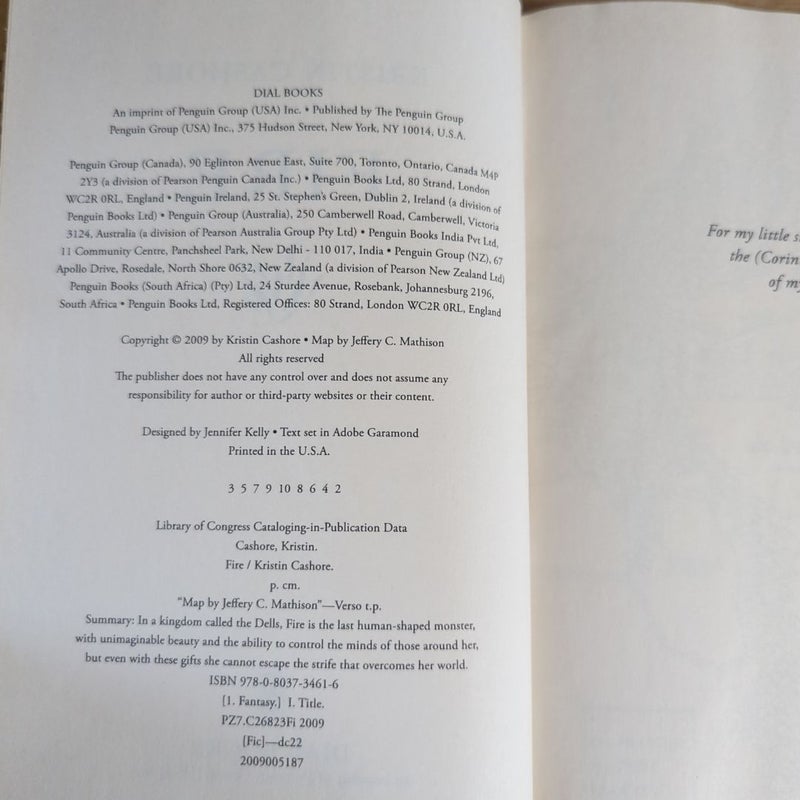 DIAL BOOKS
An imprint of Penguin Group (USA) Inc. • Published by The Penguin Group
Penguin Group (USA) Inc., 375 Hudson Street, New York, NY 10014, U.S.A.
Penguin Group (Canada), 90 Eglinton Avenue East, Suite 700, Toronto, Ontario, Canada M4P
2Y3 (a division of Pearson Penguin Canada Inc.) • Penguin Books Ltd, 80 Strand, London
WC2R 0RL, England • Penguin Ireland, 25 St. Stephen's Green, Dublin 2, Ireland (a division of
Penguin Books Ltd) • Penguin Group (Australia), 250 Camberwell Road, Camberwell, Victoria
3124, Australia (a division of Pearson Australia Group Pty Ltd) • Penguin Books India Pvt Ltd,
11 Community Centre, Panchsheel Park, New Delhi - 110 017, India • Penguin Group (NZ), 67
Apollo Drive, Rosedale, North Shore 0632, New Zealand (a division of Pearson New Zealand Ltd)
Penguin Books (South Africa) (Pty) Ltd, 24 Sturdee Avenue, Rosebank, Johannesburg 2196,
South Africa • Penguin Books Ltd, Registered Offices: 80 Strand, London WC2R 0RL, England
Copyright © 2009 by Kristin Cashore • Map by Jeffery C. Mathison
All rights reserved
The publisher does not have any control over and does not assume any
responsibility for author or third-party websites or their content.
Designed by Jennifer Kelly • Text set in Adobe Garamond
Printed in the U.S.A.
3 5 7 9 10 8 6 4 2
Library of Congress Cataloging-in-Publication Data
Cashore, Kristin.
Fire / Kristin Cashore.
p. cm.
"Map by Jeffery C. Mathison"—Verso t.p.
Summary: In a kingdom called the Dells, Fire is the last human-shaped monster,
with unimaginable beauty and the ability to control the minds of those around her,
but even with these gifts she cannot escape the strife that overcomes her world.
ISBN 978-0-8037-3461-6
[1. Fantasy.] I. Title.
PZ7.C26823Fi 2009
[Fic]—dc22
2009005187
For my little
the (Corin
of